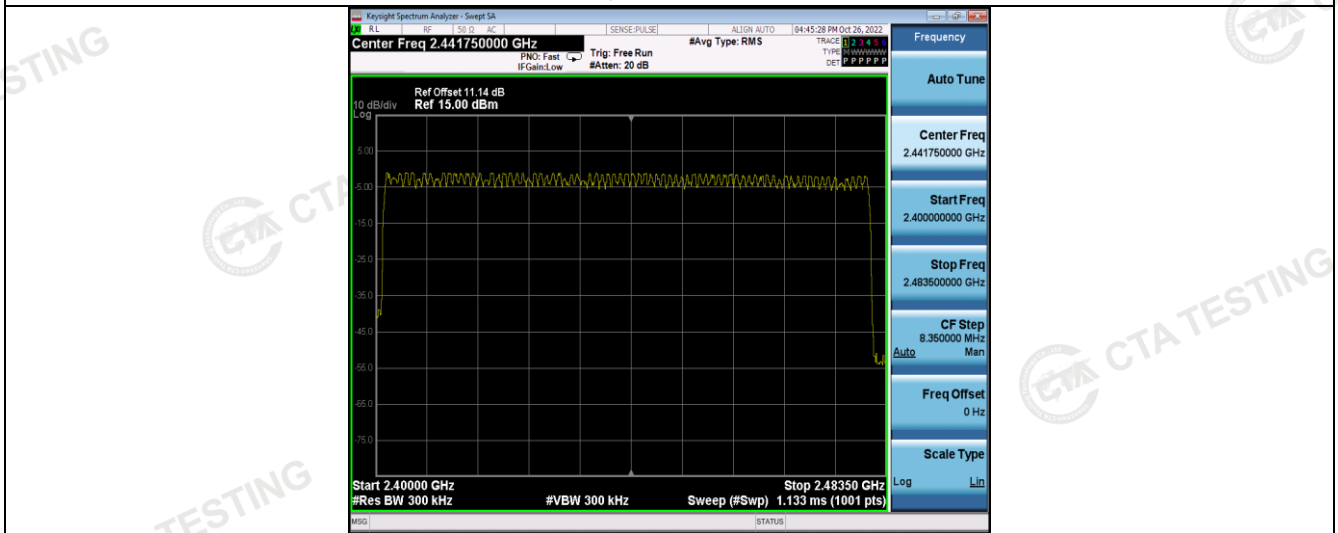 Keysight Spectrum Analyzer - Swept SA
RL RF 50 Ω AC SENSE:PULSE ALIGN AUTO 04:45:28 PM Oct 26, 2022
Center Freq 2.441750000 GHz
PNO: Fast
IFGain:Low
Trig: Free Run
#Atten: 20 dB
#Avg Type: RMS
TRACE 1 2 3 4 5 6
TYPE M WWWWW
DET P P P P P P
Ref Offset 11.14 dB
10 dB/div Ref 15.00 dBm
Log
5.00
-5.00
-15.0
-25.0
-35.0
-45.0
-55.0
-65.0
-75.0
Start 2.40000 GHz Stop 2.48350 GHz
#Res BW 300 kHz #VBW 300 kHz Sweep (#Swp) 1.133 ms (1001 pts)
MSG STATUS
Frequency
Auto Tune
Center Freq
2.441750000 GHz
Start Freq
2.400000000 GHz
Stop Freq
2.483500000 GHz
CF Step
8.350000 MHz
Auto Man
Freq Offset
0 Hz
Scale Type
Log Lin
STING
CTA
CTA TESTING
TESTING